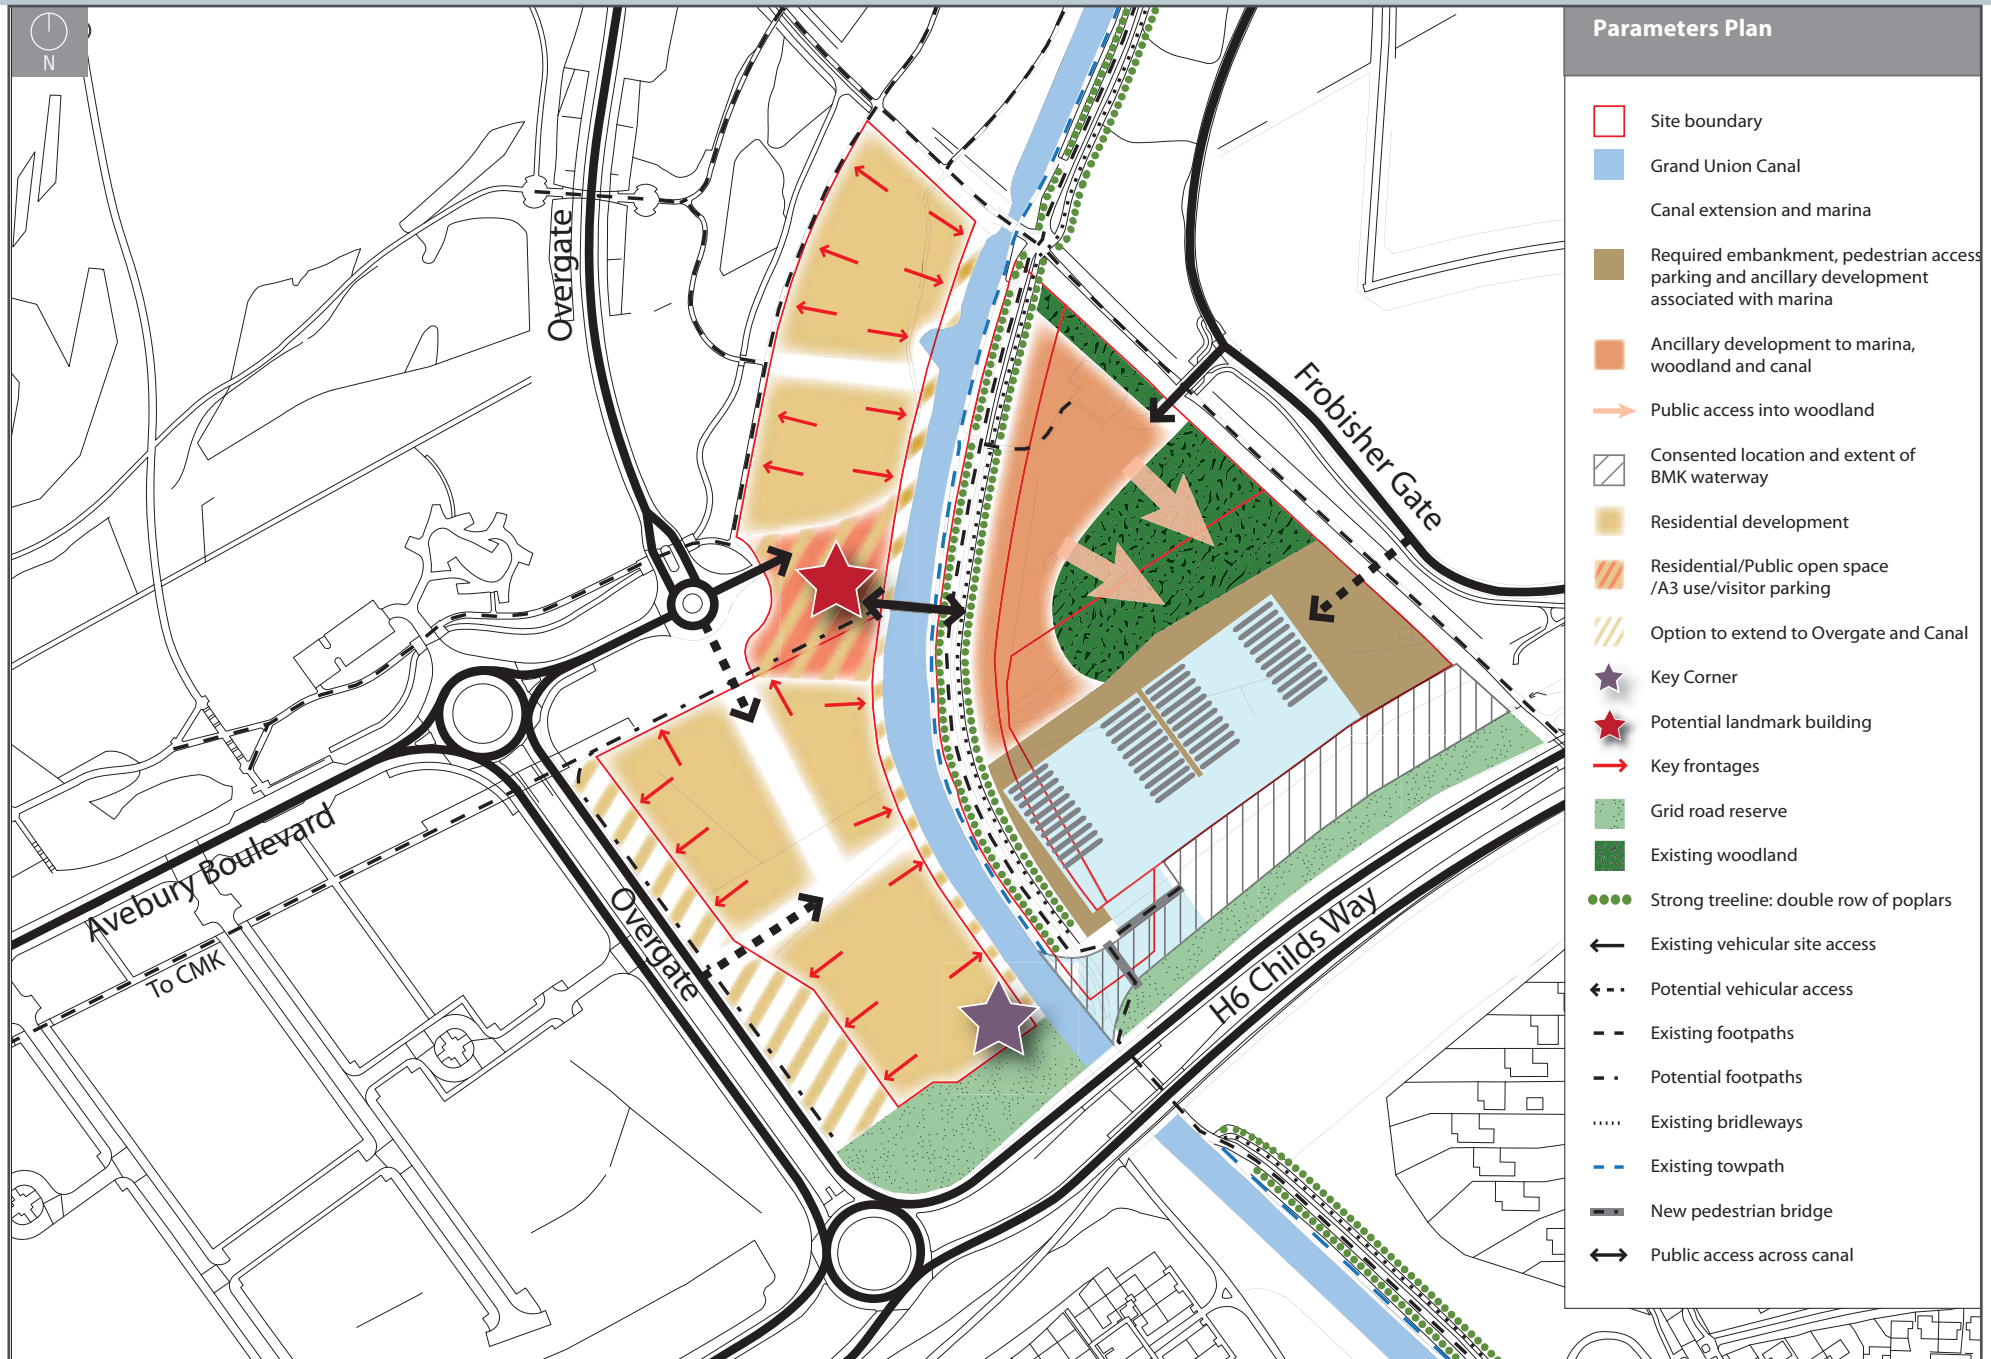 N
Parameters Plan
Site boundary
Grand Union Canal
Canal extension and marina
Required embankment, pedestrian access
parking and ancillary development
associated with marina
Ancillary development to marina,
woodland and canal
Public access into woodland
Consented location and extent of
BMK waterway
Residential development
Residential/Public open space
/A3 use/visitor parking
Option to extend to Overgate and Canal
Key Corner
Potential landmark building
Key frontages
Grid road reserve
Existing woodland
Strong treeline: double row of poplars
Existing vehicular site access
Potential vehicular access
Existing footpaths
Potential footpaths
Existing bridleways
Existing towpath
New pedestrian bridge
Public access across canal
Overgate
Frobisher Gate
Avebury Boulevard
To CMK
Overgate
H6 Childs Way